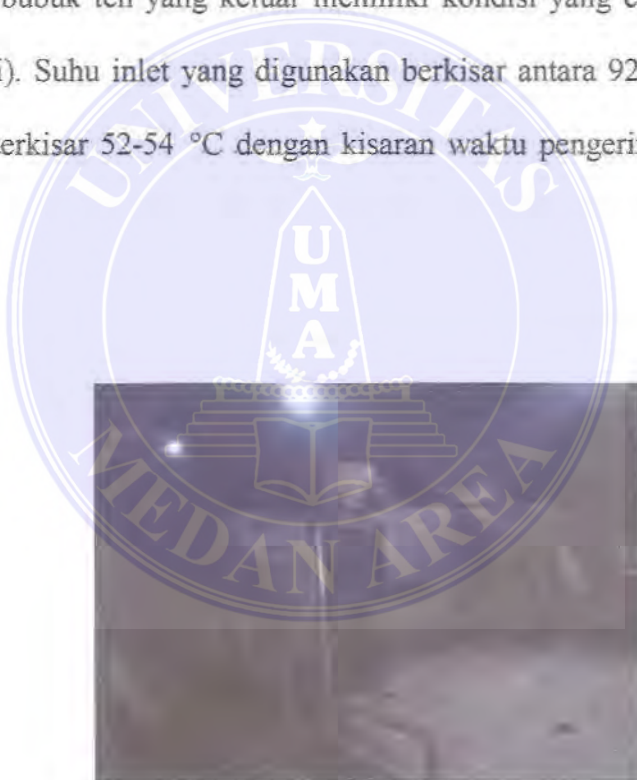 bubuk teh yang keluar memiliki kondisi yang
). Suhu inlet yang digunakan berkisar antara 92
erkisar 52-54 °C dengan kisaran waktu
UNIVERSITAS
UMA
MEDAN AREA